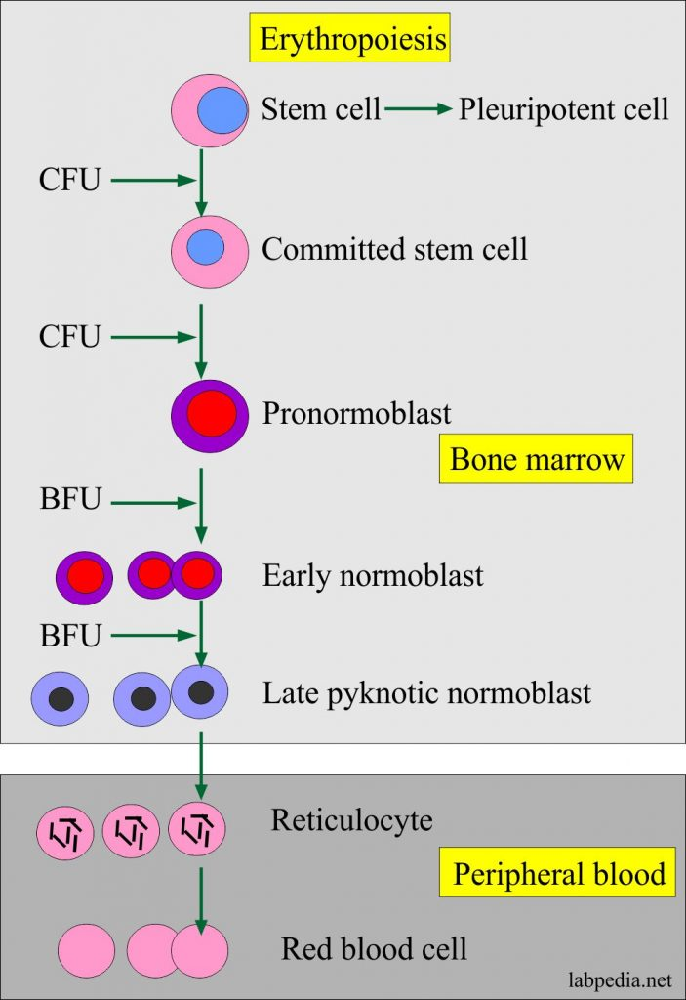 Erythropoiesis
Stem cell Pleuripotent cell
CFU
Committed stem cell
CFU
Pronormoblast
Bone marrow
BFU
Early normoblast
BFU
Late pyknotic normoblast
Reticulocyte
Peripheral blood
Red blood cell
labpedia.net